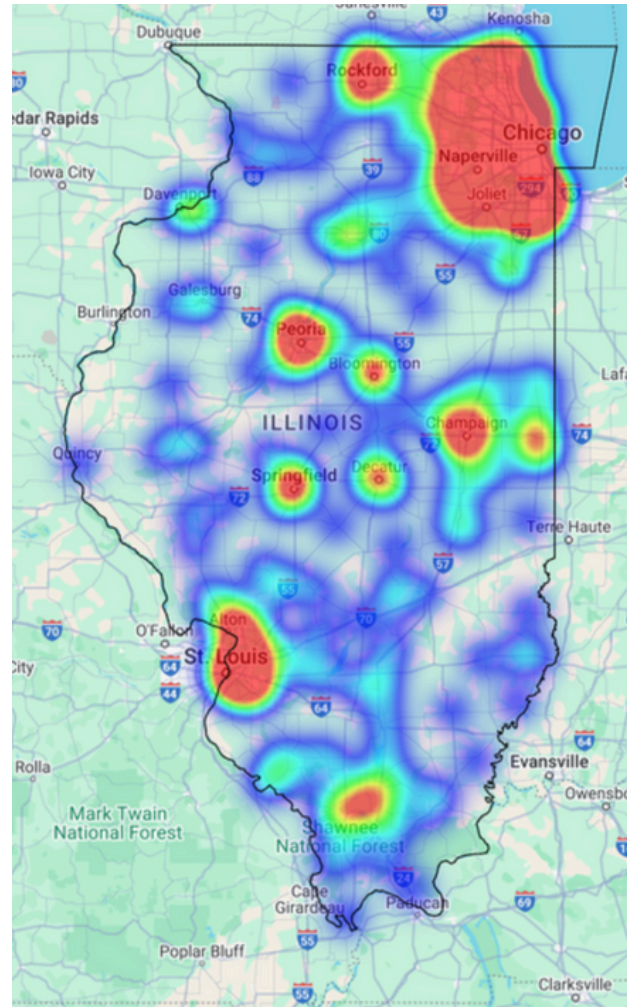 Janesville
43
Kenosha
Dubuque
Rockford
edar Rapids
Chicago
Iowa City
88
39
Naperville
294
Davenport
Joliet
80
57
55
Galesburg
Burlington
74
Peoria
55
Bloomington
Lafa
ILLINOIS
Champaign
74
Quincy
Springfield
Decatur
72
Terre Haute
57
55
70
Alton
70
O'Fallon
City
64
St. Louis
44
64
64
Evansville
Rolla
Owensbo
Mark Twain
National Forest
Shawnee
National Forest
24
Cape
Girardeau
Paducah
69
55
Poplar Bluff
55
Clarksville